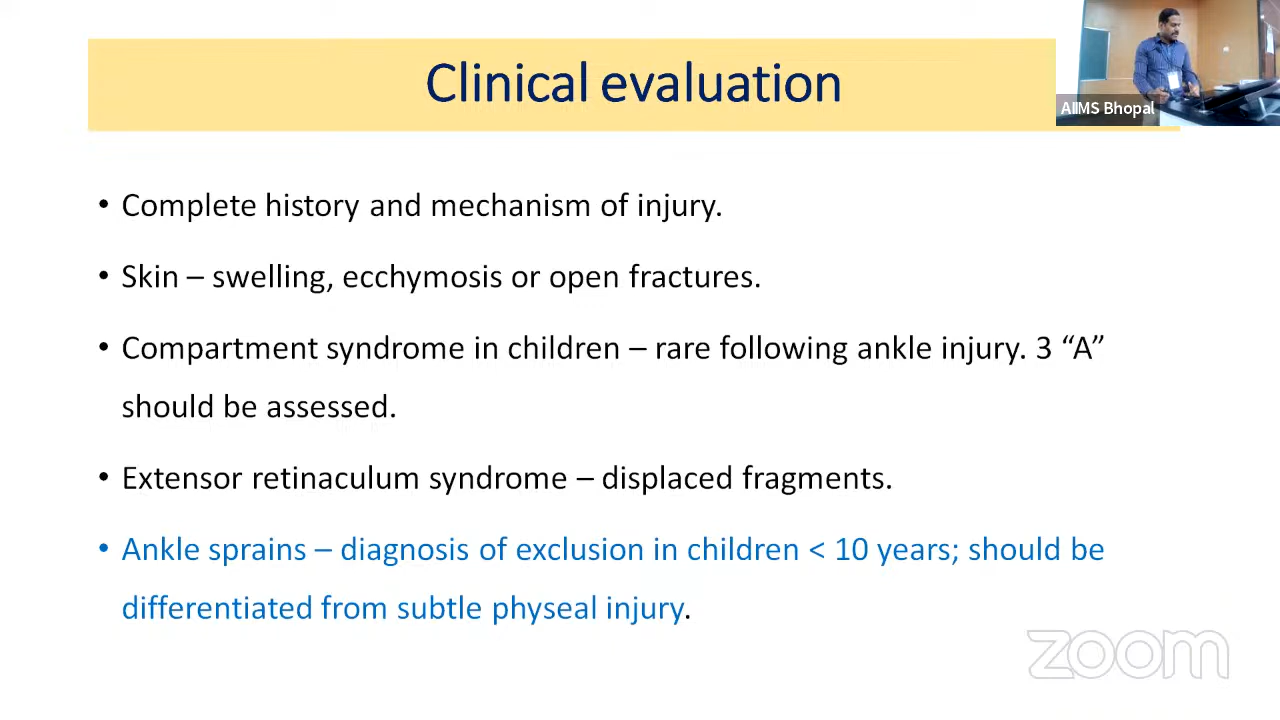 Clinical evaluation
AIIMS Bhopal
• Complete history and mechanism of injury.
• Skin – swelling, ecchymosis or open fractures.
• Compartment syndrome in children – rare following ankle injury. 3 “A”
should be assessed.
• Extensor retinaculum syndrome – displaced fragments.
• Ankle sprains – diagnosis of exclusion in children < 10 years; should be
differentiated from subtle physeal injury.
zoom